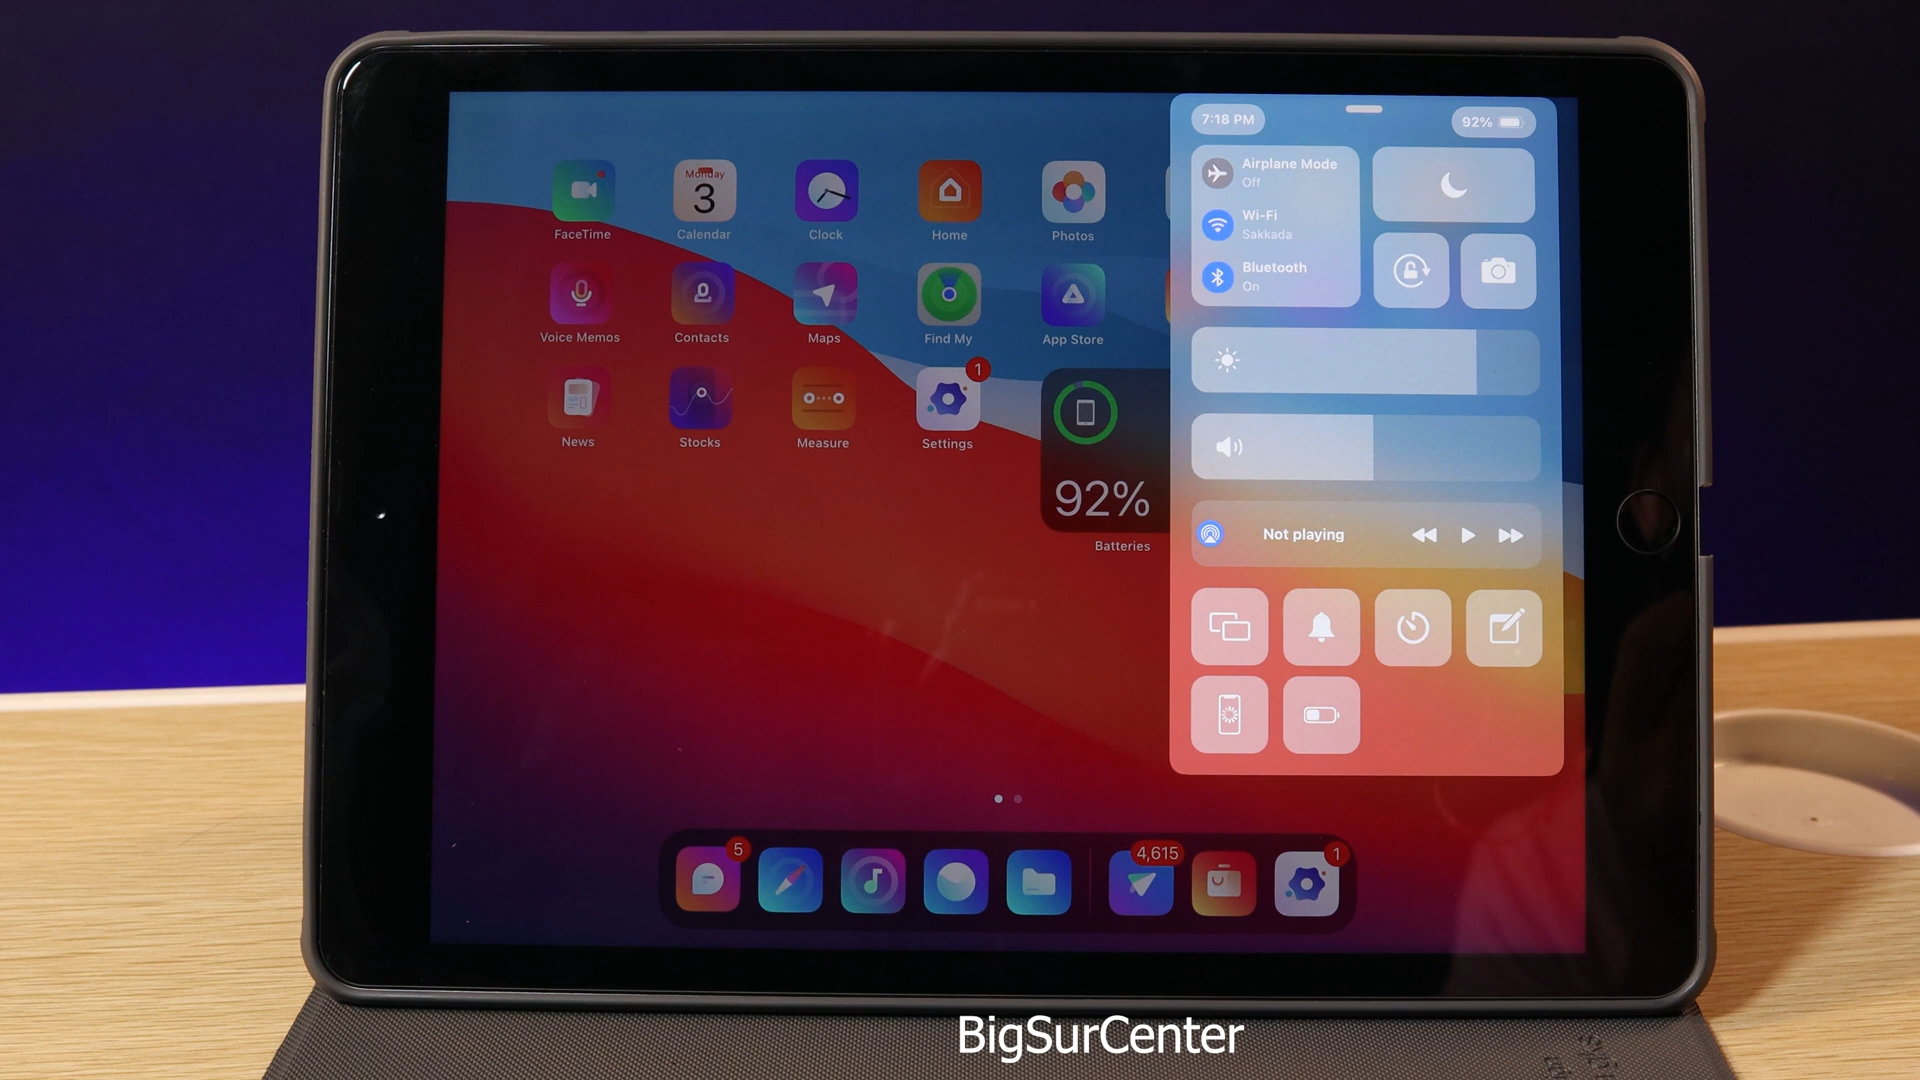 7:18 PM
92%
Monday
3
FaceTime
Calendar
Clock
Home
Photos
Airplane Mode
Off
Wi-Fi
Sakkada
Bluetooth
On
Voice Memos
Contacts
Maps
Find My
App Store
1
News
Stocks
Measure
Settings
92%
Batteries
Not playing
5
4,615
1
BigSurCenter